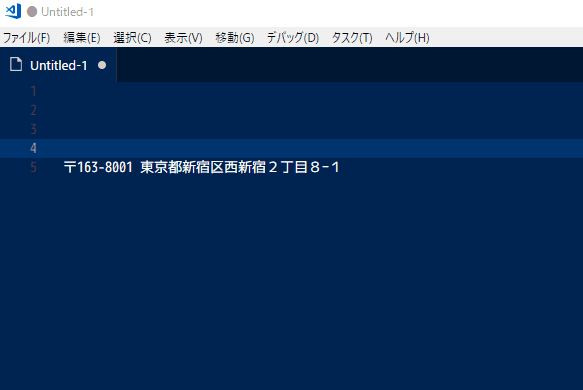 Untitled-1
ファイル(F) 編集(E) 選択(C) 表示(V) 移動(G) デバッグ(D) タスク(T) ヘルプ(H)
Untitled-1
1
2
3
4
5 〒163-8001 東京都新宿区西新宿２丁目８−１